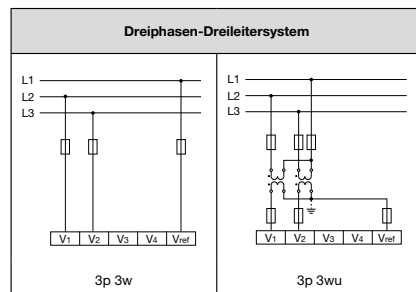 Dreiphasen-Dreileitersystem
L1
L2
L3
V1 V2 V3 V4 Vref
3p 3w
L1
L2
L3
V1 V2 V3 V4 Vref
3p 3wu